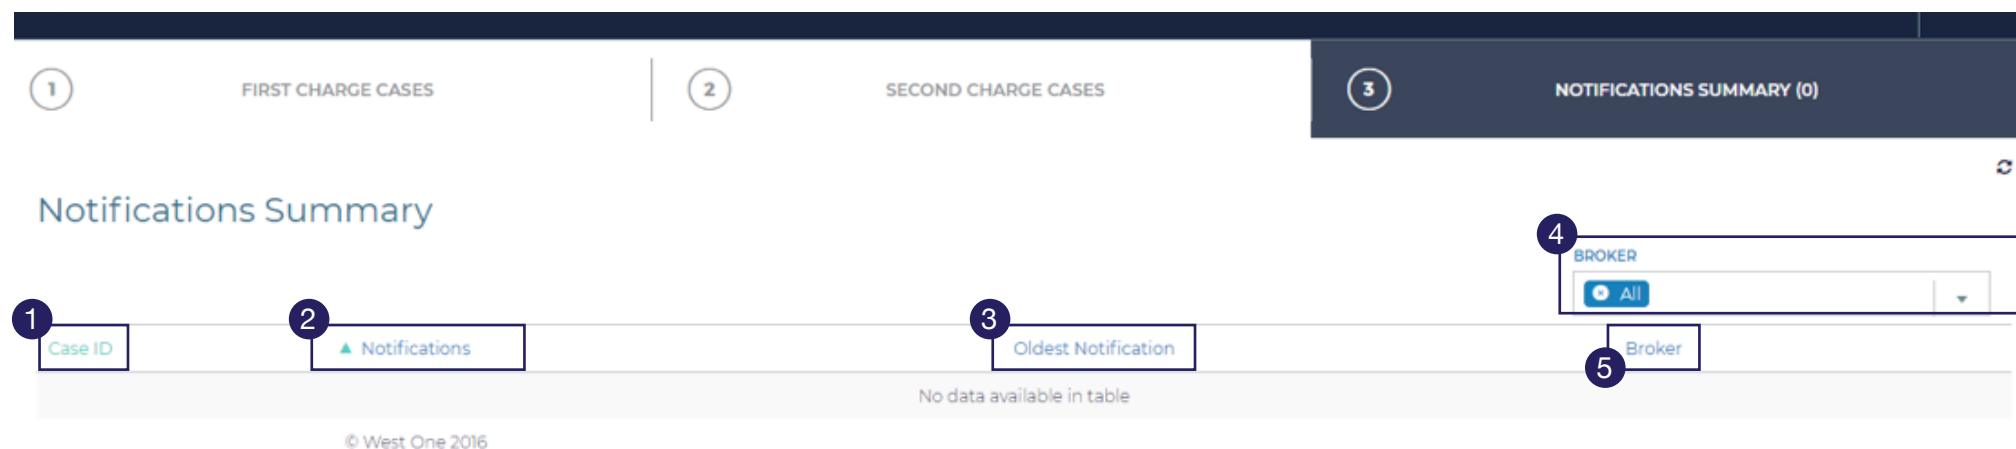 1 FIRST CHARGE CASES 2 SECOND CHARGE CASES 3 NOTIFICATIONS SUMMARY (0)
Notifications Summary
4
BROKER
All
1 2 3
Case ID Notifications Oldest Notification Broker
5
No data available in table
© West One 2016